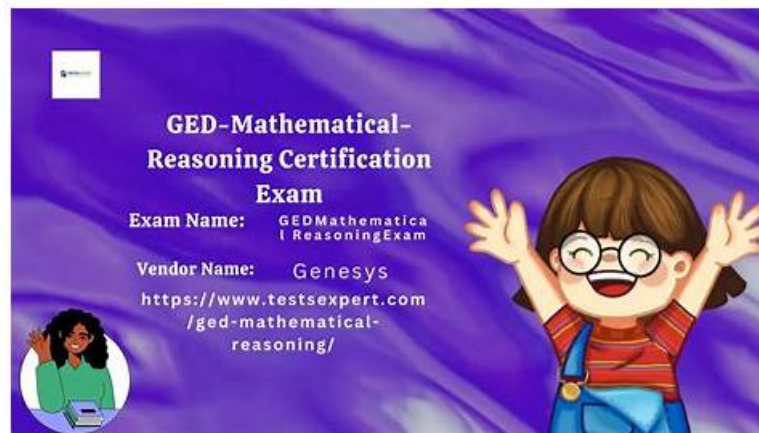 GED-Mathematical-
Reasoning Certification
Exam
Exam Name:
GEDMathematica
l ReasoningExam
Vendor Name:
Genesys
https://www.testsexpert.com
/ged-mathematical-
reasoning/